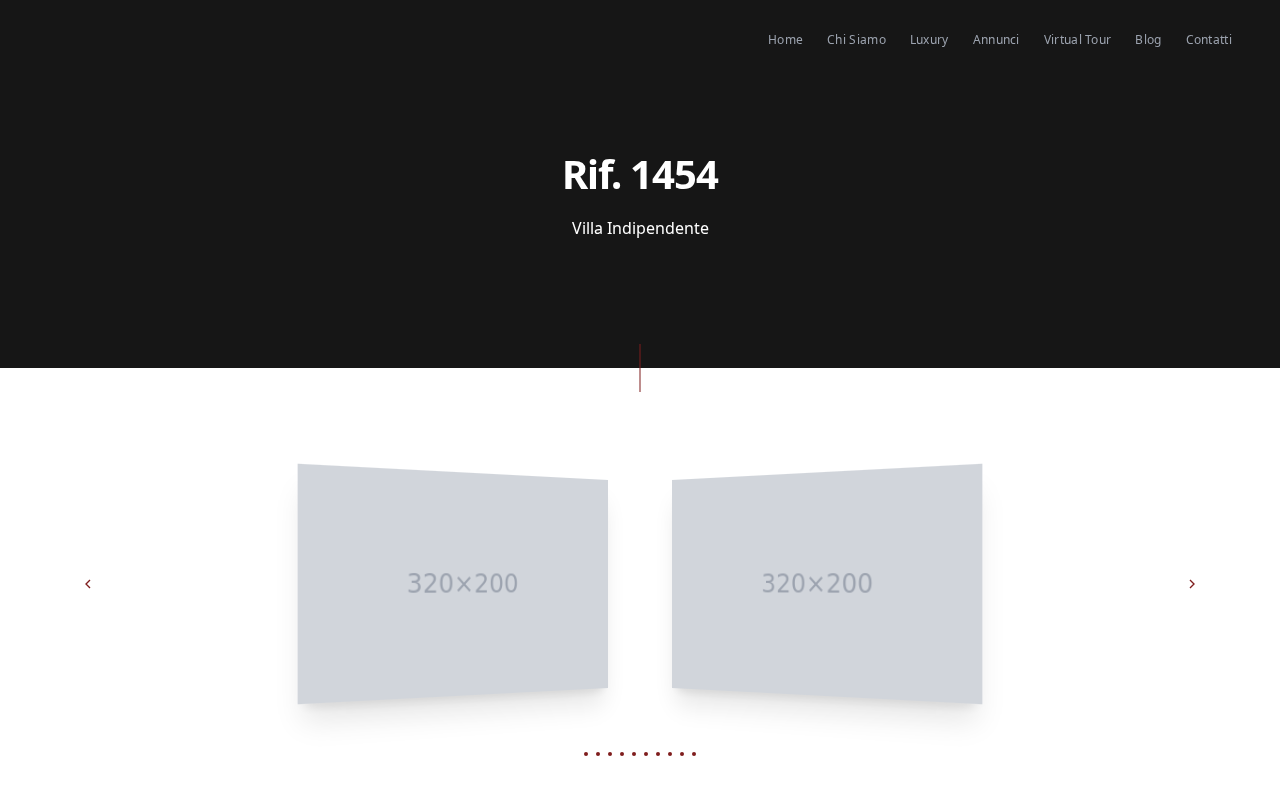 Home Chi Siamo Luxury Annunci Virtual Tour Blog Contatti
Rif. 1454
Villa Indipendente
320×200 320×200